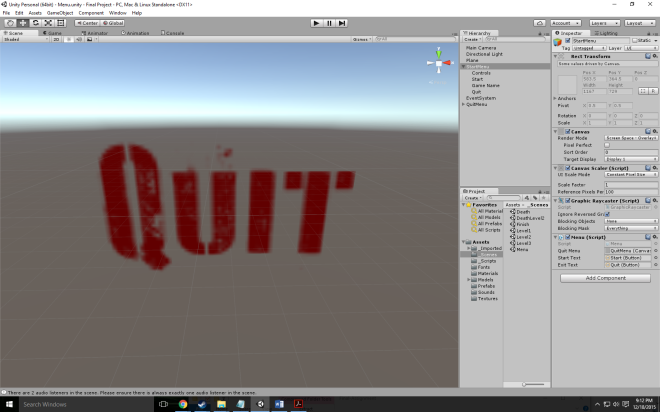 Unity Personal (64bit) - Menu.unity - Final Project - PC, Mac & Linux Standalone <DX11>
File Edit Assets GameObject Component Window Help
Center Global
Account Layers Layout
Scene Game Animator Animation Console
Shaded 2D Gizmos
Quit
Hierarchy
Create
Main Camera
Directional Light
Plane
StartMenu
Controls
Start
Game Name
Quit
EventSystem
QuitMenu
Project
Create
Favorites
All Material
All Models
All Prefabs
All Scripts
Assets
_Imported
_Scenes
_Scripts
Fonts
Materials
Models
Prefabs
Sounds
Textures
Assets _Scenes
Death
DeathLevel2
Finish
Level1
Level2
Level3
Menu
Inspector Lighting
StartMenu Static
Tag Untagged Layer UI
Rect Transform
Some values driven by Canvas.
Pos X Pos Y Pos Z
Width Height
Anchors
Pivot
Rotation X 0 Y 0 Z 0
Scale X 1 Y 1 Z 1
Canvas
Render Mode Screen Space - Overlay
Pixel Perfect
Sort Order 0
Target Display Display 1
Canvas Scaler (Script)
UI Scale Mode Constant Pixel Size
Scale Factor 1
Reference Pixels Per 100
Graphic Raycaster (Script)
Script GraphicRaycaster
Ignore Reversed Gra
Blocking Objects None
Blocking Mask Everything
Menu (Script)
Script Menu
Quit Menu QuitMenu (Canvas
Start Text Start (Button)
Exit Text Quit (Button)
Add Component
There are 2 audio listeners in the scene. Please ensure there is always exactly one audio listener in the scene.
Search Windows
9:12 PM
12/18/2015